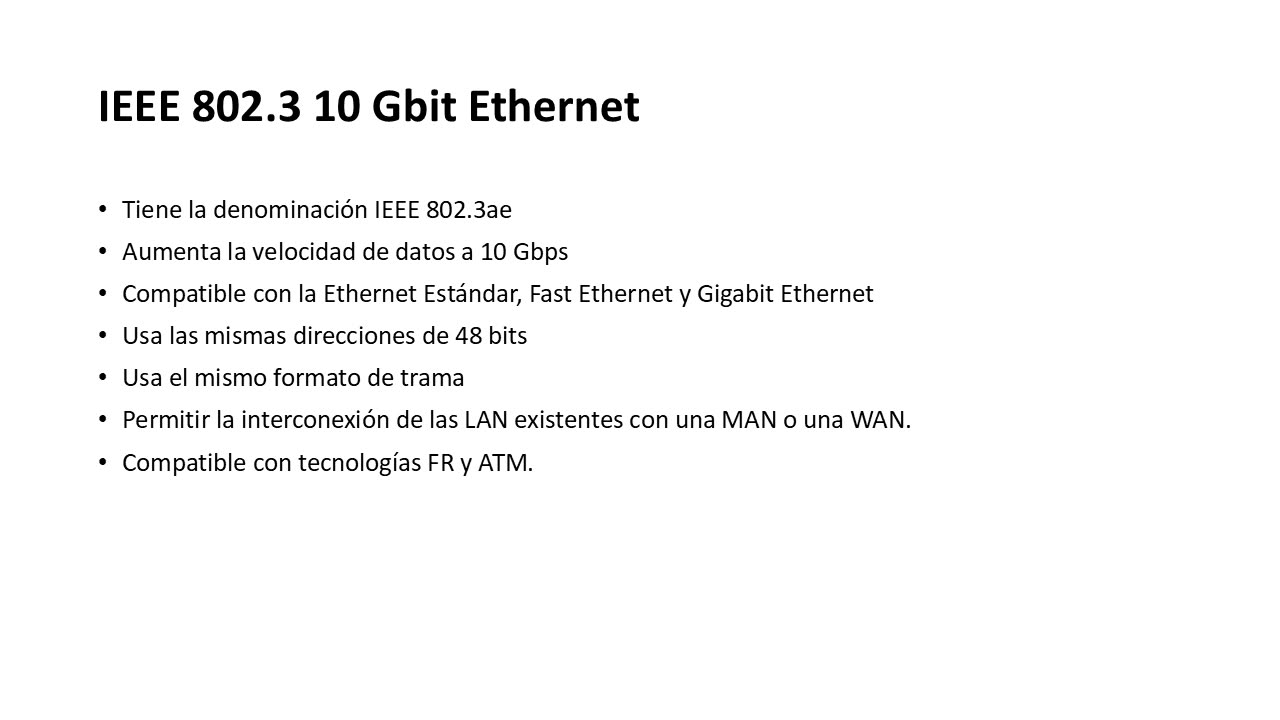 IEEE 802.3 10 Gbit Ethernet
• Tiene la denominación IEEE 802.3ae
• Aumenta la velocidad de datos a 10 Gbps
• Compatible con la Ethernet Estándar, Fast Ethernet y Gigabit Ethernet
• Usa las mismas direcciones de 48 bits
• Usa el mismo formato de trama
• Permitir la interconexión de las LAN existentes con una MAN o una WAN.
• Compatible con tecnologías FR y ATM.